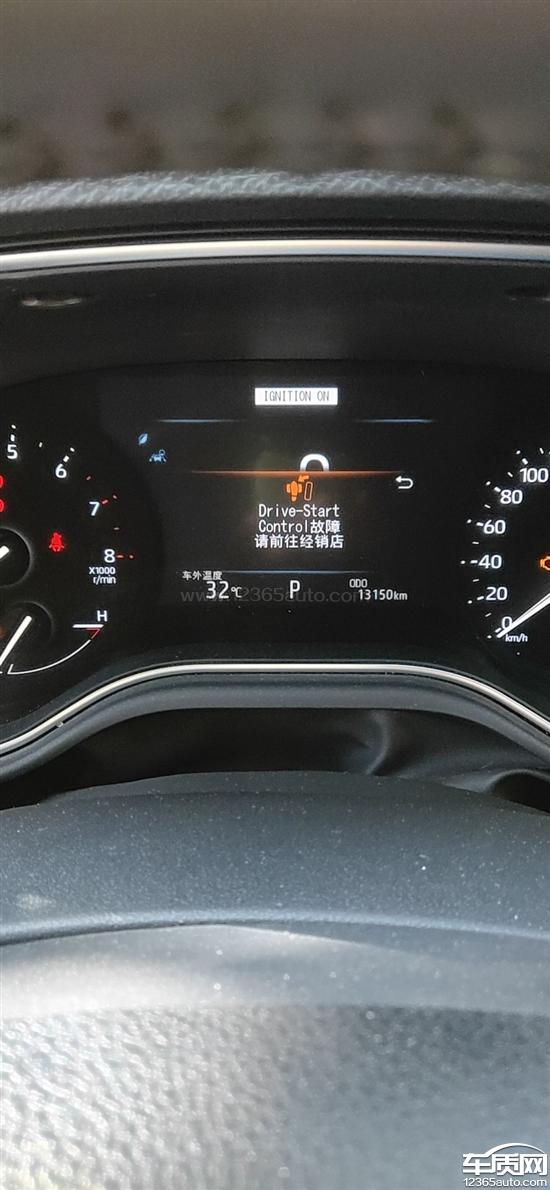 IGNITION ON
5
6
7
8
X1000
r/min
H
Drive-Start
Control故障
请前往经销店
车外温度
32℃
P
ODO
13150km
100
80
60
40
20
0
km/h
www.12365auto.com
车质网
12365auto.com